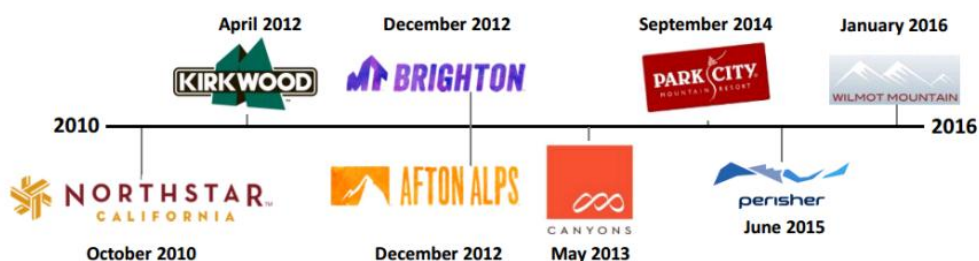 April 2012
December 2012
September 2014
January 2016
KIRKWOOD
BRIGHTON
PARK CITY
MOUNTAIN RESORT
WILMOT MOUNTAIN
2010
2016
NORTHSTAR
CALIFORNIA
AFTON ALPS
CANYONS
perisher
October 2010
December 2012
May 2013
June 2015